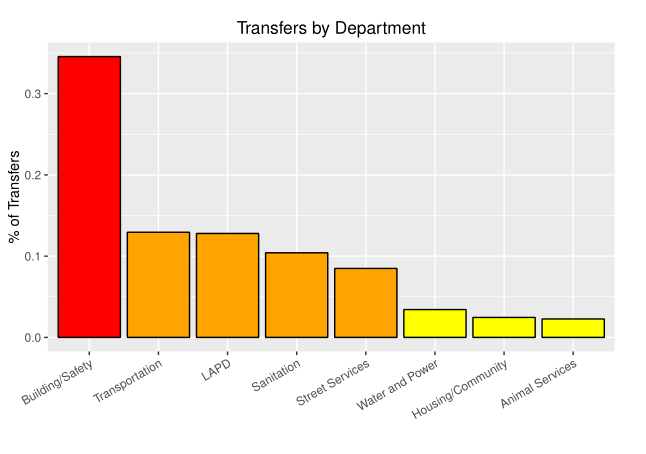 Transfers by Department
% of Transfers
0.3
0.2
0.1
0.0
Building/Safety
Transportation
LAPD
Sanitation
Street Services
Water and Power
Housing/Community
Animal Services